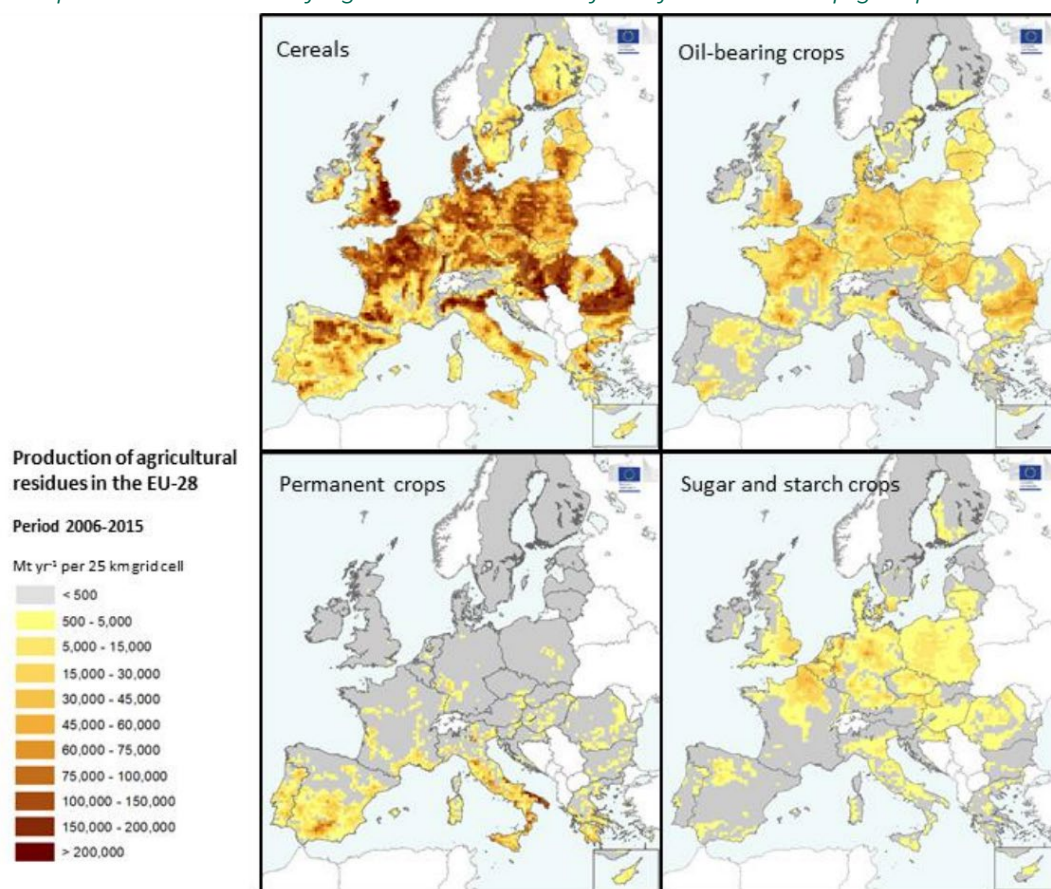 Cereals
Oil-bearing crops
Permanent crops
Sugar and starch crops
Production of agricultural
residues in the EU-28
Period 2006-2015
Mt yr⁻¹ per 25 km grid cell
< 500
500 - 5,000
5,000 - 15,000
15,000 - 30,000
30,000 - 45,000
45,000 - 60,000
60,000 - 75,000
75,000 - 100,000
100,000 - 150,000
150,000 - 200,000
> 200,000